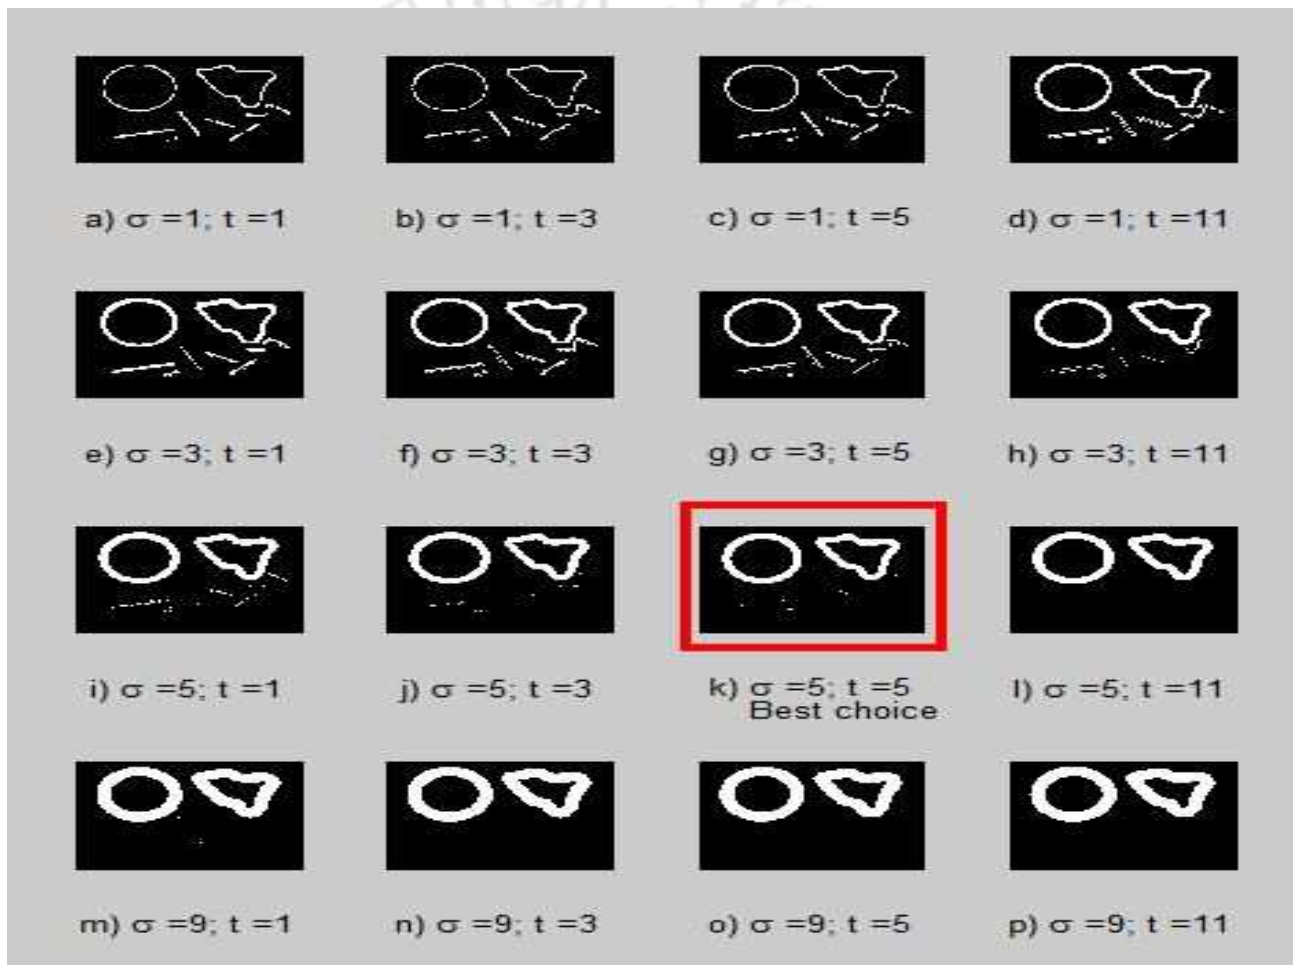 a) σ =1; t =1
b) σ =1; t =3
c) σ =1; t =5
d) σ =1; t =11
e) σ =3; t =1
f) σ =3; t =3
g) σ =3; t =5
h) σ =3; t =11
i) σ =5; t =1
j) σ =5; t =3
k) σ =5; t =5
Best choice
l) σ =5; t =11
m) σ =9; t =1
n) σ =9; t =3
o) σ =9; t =5
p) σ =9; t =11